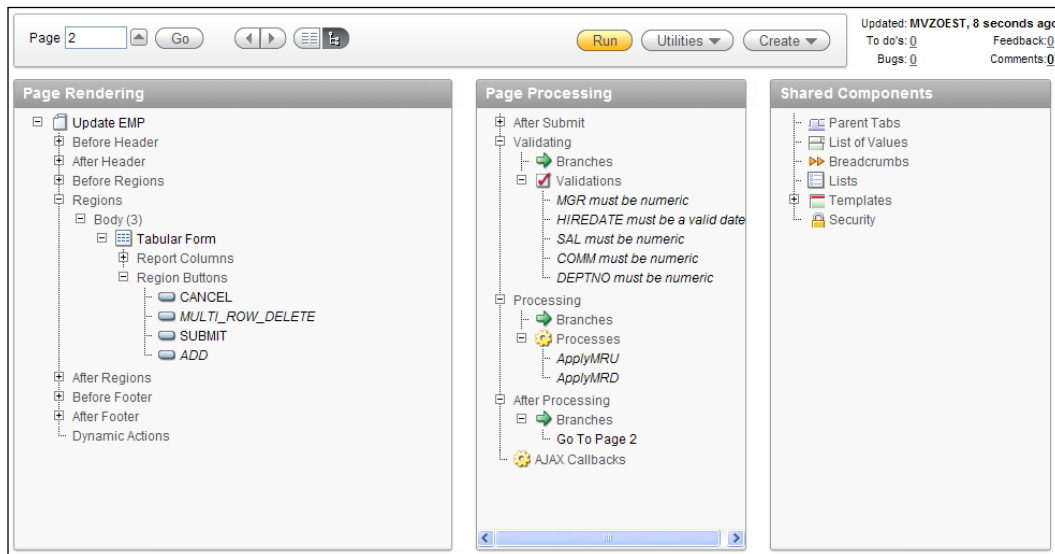 Page 2 Go Run Utilities Create
Updated: MVZOEST, 8 seconds ago
To do's: 0 Feedback:0
Bugs: 0 Comments:0
Page Rendering
Update EMP
Before Header
After Header
Before Regions
Regions
Body (3)
Tabular Form
Report Columns
Region Buttons
CANCEL
MULTI_ROW_DELETE
SUBMIT
ADD
After Regions
Before Footer
After Footer
Dynamic Actions
Page Processing
After Submit
Validating
Branches
Validations
MGR must be numeric
HIREDATE must be a valid date
SAL must be numeric
COMM must be numeric
DEPTNO must be numeric
Processing
Branches
Processes
ApplyMRU
ApplyMRD
After Processing
Branches
Go To Page 2
AJAX Callbacks
Shared Components
Parent Tabs
List of Values
Breadcrumbs
Lists
Templates
Security